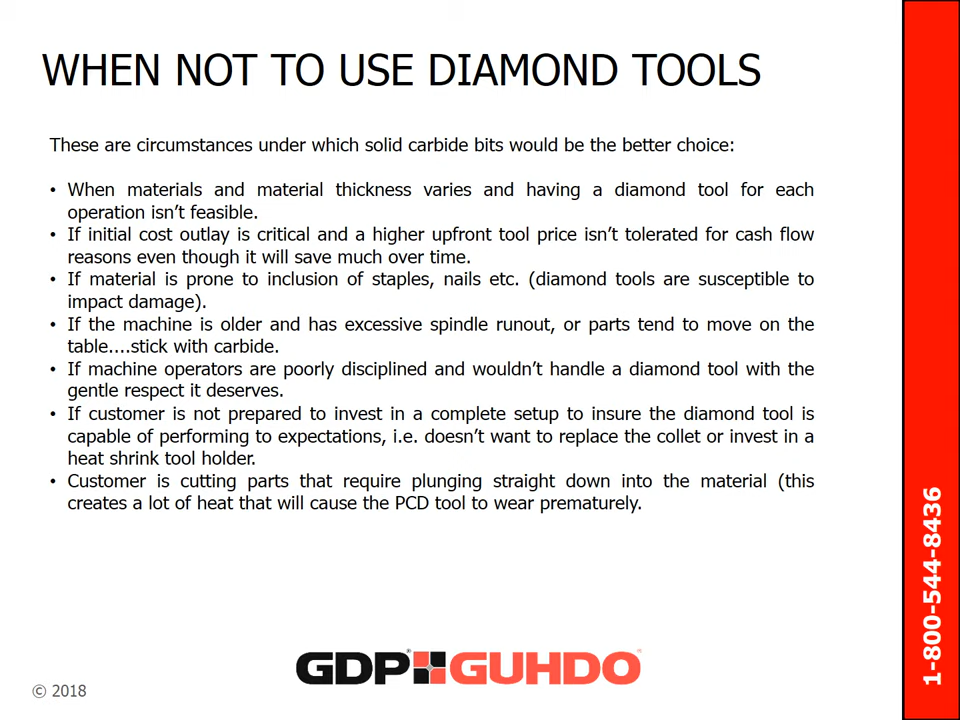 WHEN NOT TO USE DIAMOND TOOLS
These are circumstances under which solid carbide bits would be the better choice:
• When materials and material thickness varies and having a diamond tool for each
operation isn’t feasible.
• If initial cost outlay is critical and a higher upfront tool price isn’t tolerated for cash flow
reasons even though it will save much over time.
• If material is prone to inclusion of staples, nails etc. (diamond tools are susceptible to
impact damage).
• If the machine is older and has excessive spindle runout, or parts tend to move on the
table....stick with carbide.
• If machine operators are poorly disciplined and wouldn’t handle a diamond tool with the
gentle respect it deserves.
• If customer is not prepared to invest in a complete setup to insure the diamond tool is
capable of performing to expectations, i.e. doesn’t want to replace the collet or invest in a
heat shrink tool holder.
• Customer is cutting parts that require plunging straight down into the material (this
creates a lot of heat that will cause the PCD tool to wear prematurely.
1-800-544-8436
GDP® GUHDO®
© 2018